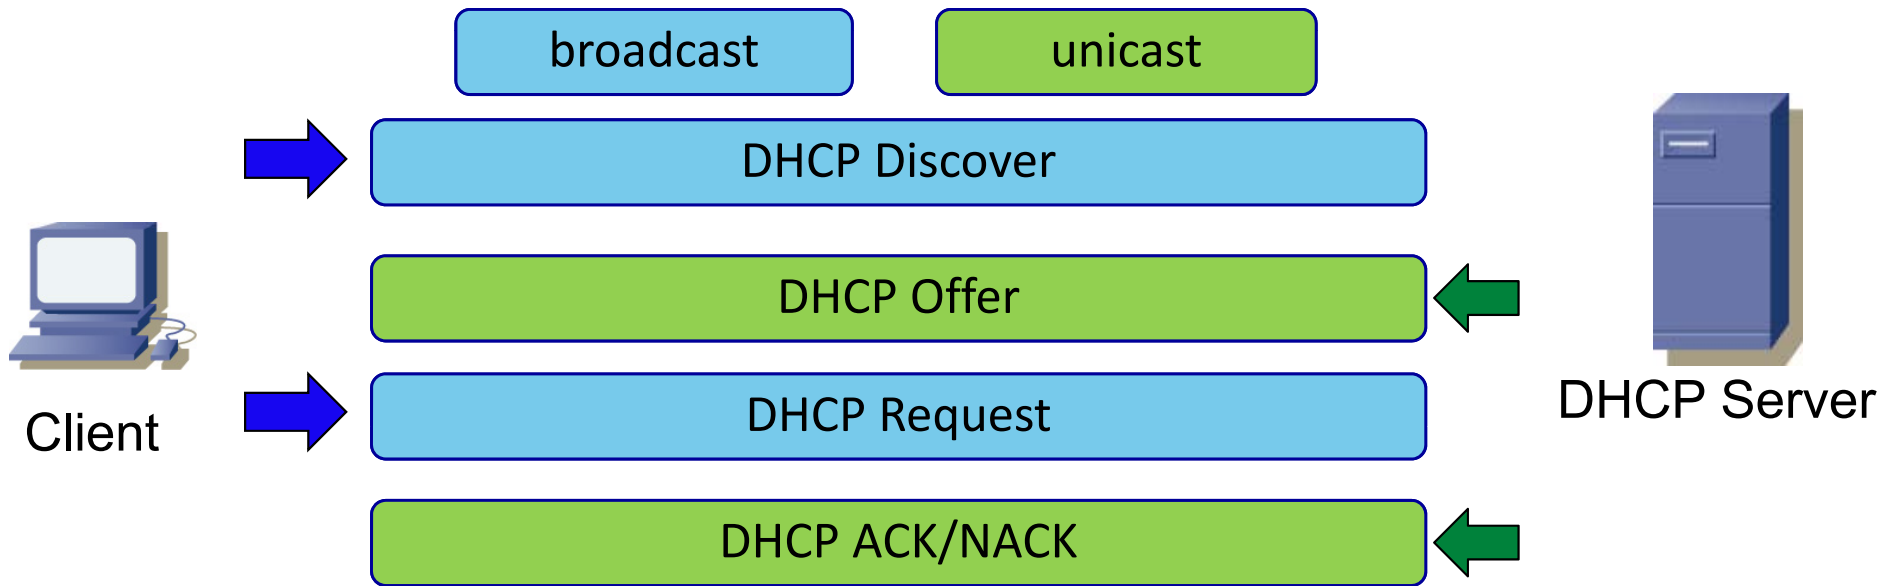 broadcast
unicast
DHCP Discover
DHCP Offer
DHCP Request
DHCP ACK/NACK
Client
DHCP Server